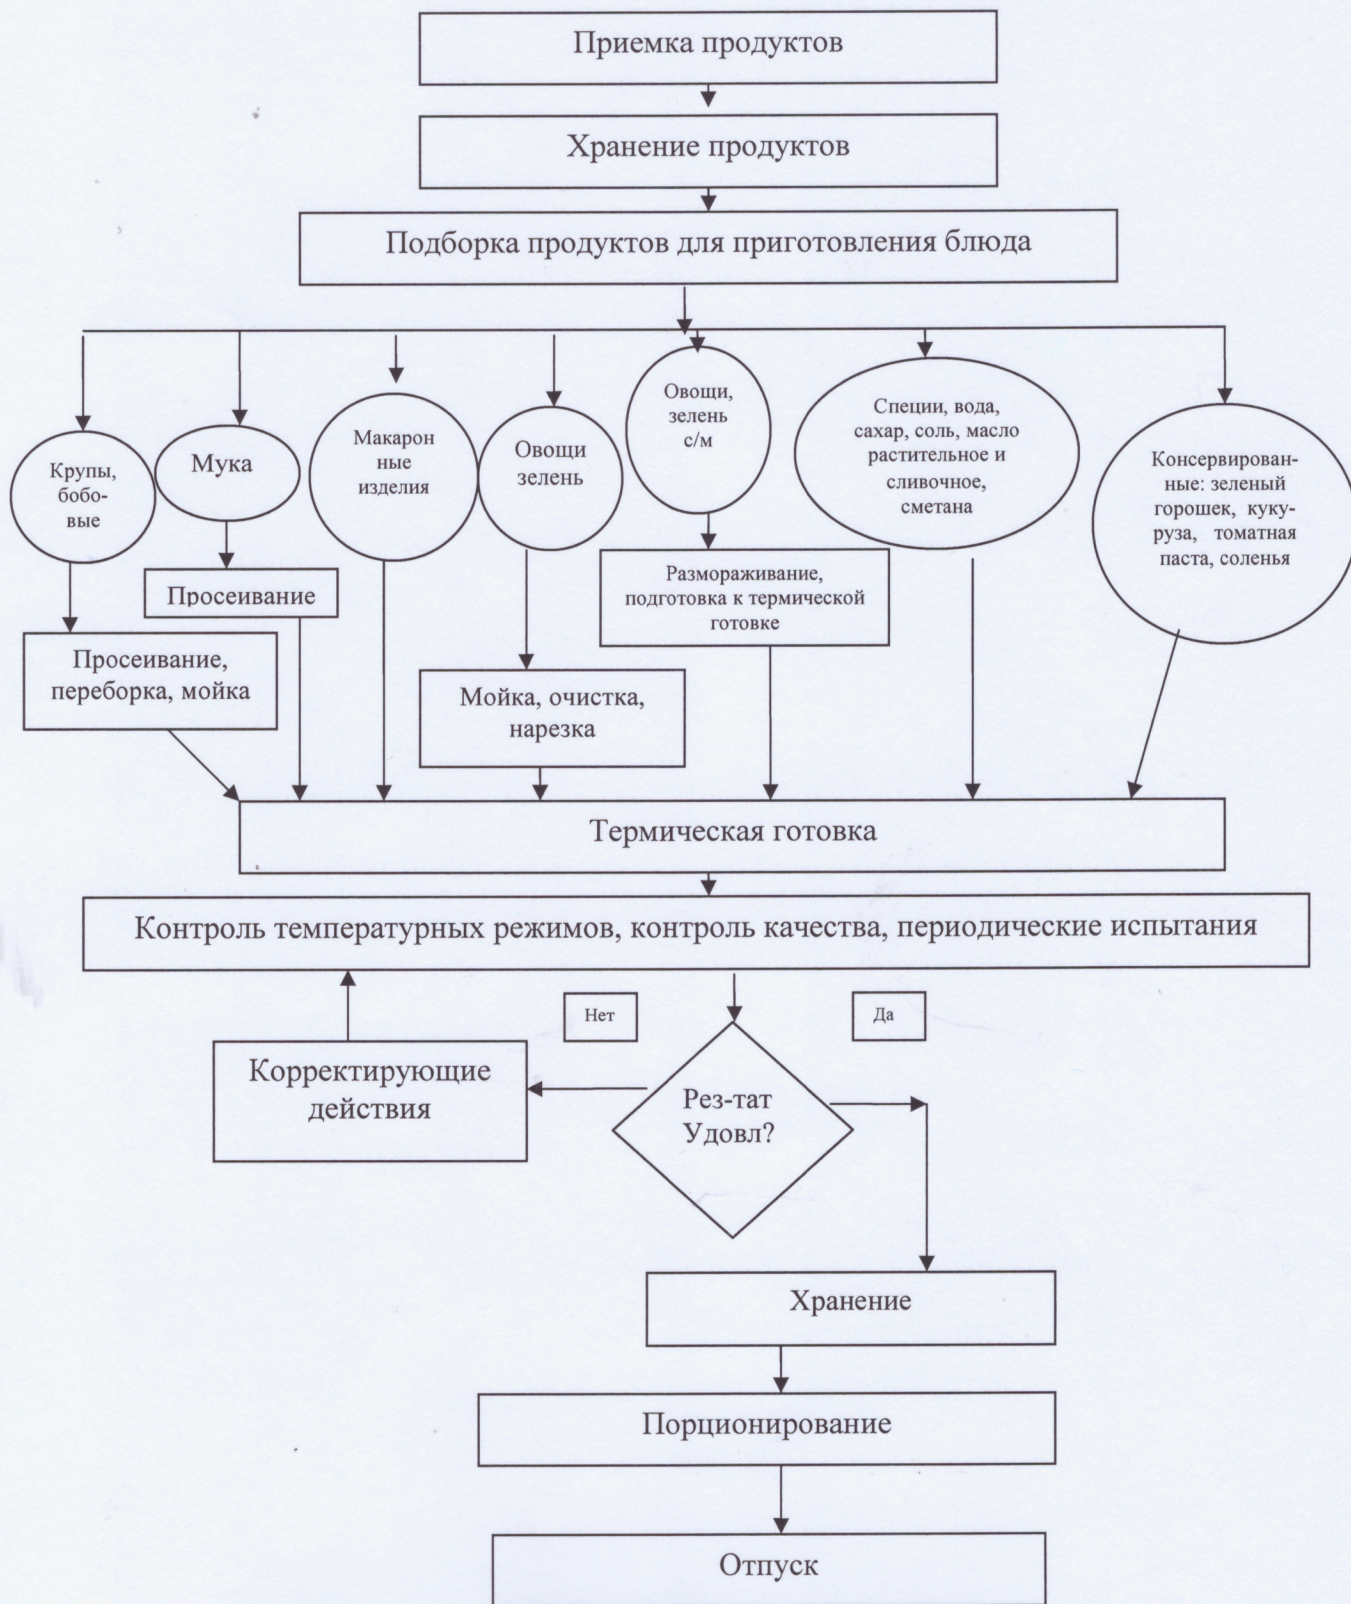 Приемка продуктов
Хранение продуктов
Подборка продуктов для приготовления блюда
Крупы,
бобо-
вые
Мука
Макарон
ные
изделия
Овощи
зелень
Овощи,
зелень
с/м
Специи, вода,
сахар, соль, масло
растительное и
сливочное,
сметана
Консервирован-
ные: зеленый
горошек, куку-
руза, томатная
паста, соленья
Просеивание
Размораживание,
подготовка к термической
готовке
Просеивание,
переборка, мойка
Мойка, очистка,
нарезка
Термическая готовка
Контроль температурных режимов, контроль качества, периодические испытания
Нет
Да
Корректирующие
действия
Рез-тат
Удовл?
Хранение
Порционирование
Отпуск